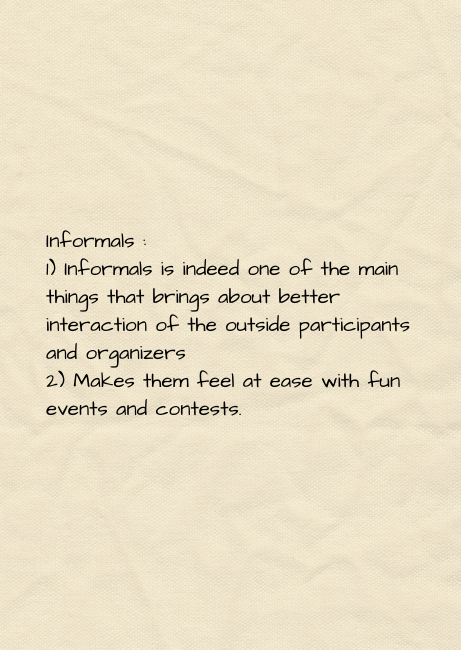 Informals :
1) Informals is indeed one of the main
things that brings about better
interaction of the outside participants
and organizers
2) Makes them feel at ease with fun
events and contests.